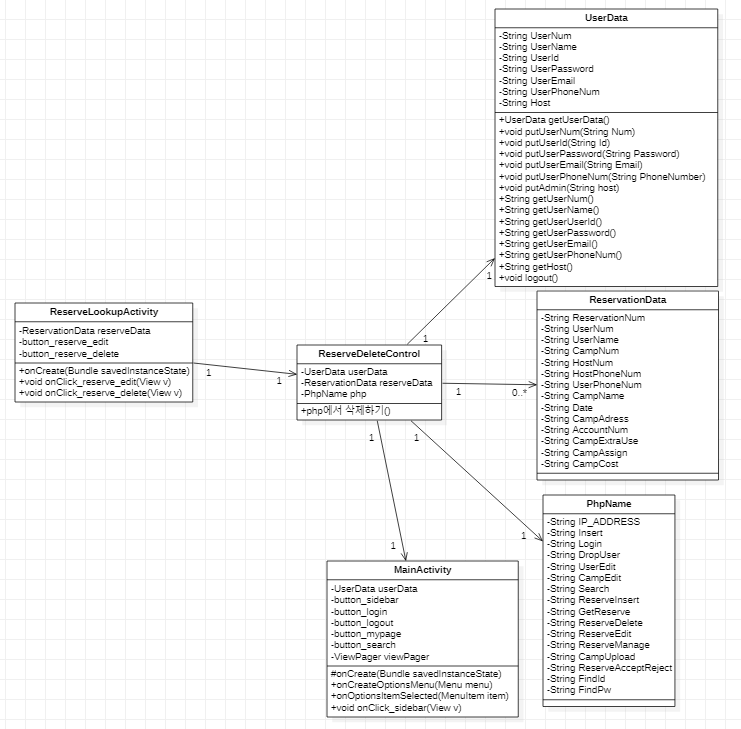 UserData
-String UserNum
-String UserName
-String UserId
-String UserPassword
-String UserEmail
-String UserPhoneNum
-String Host
+UserData getUserData()
+void putUserNum(String Num)
+void putUserId(String Id)
+void putUserPassword(String Password)
+void putUserEmail(String Email)
+void putUserPhoneNum(String PhoneNumber)
+void putAdmin(String host)
+String getUserNum()
+String getUserName()
+String getUserUserId()
+String getUserPassword()
+String getUserEmail()
+String getUserPhoneNum()
+String getHost()
+void logout()
1
1
ReserveLookupActivity
-ReservationData reserveData
-button_reserve_edit
-button_reserve_delete
+onCreate(Bundle savedInstanceState)
+void onClick_reserve_edit(View v)
+void onClick_reserve_delete(View v)
1
1
ReserveDeleteControl
-UserData userData
-ReservationData reserveData
-PhpName php
+php에서 삭제하기()
1
0..*
ReservationData
-String ReservationNum
-String UserNum
-String UserName
-String CampNum
-String HostNum
-String HostPhoneNum
-String UserPhoneNum
-String CampName
-String Date
-String CampAdress
-String AccountNum
-String CampExtraUse
-String CampAssign
-String CampCost
1
1
1
1
PhpName
-String IP_ADDRESS
-String Insert
-String Login
-String DropUser
-String UserEdit
-String CampEdit
-String Search
-String ReserveInsert
-String GetReserve
-String ReserveDelete
-String ReserveEdit
-String ReserveManage
-String CampUpload
-String ReserveAcceptReject
-String FindId
-String FindPw
MainActivity
-UserData userData
-button_sidebar
-button_login
-button_logout
-button_mypage
-button_search
-ViewPager viewPager
#onCreate(Bundle savedInstanceState)
+onCreateOptionsMenu(Menu menu)
+onOptionsItemSelected(MenuItem item)
+void onClick_sidebar(View v)